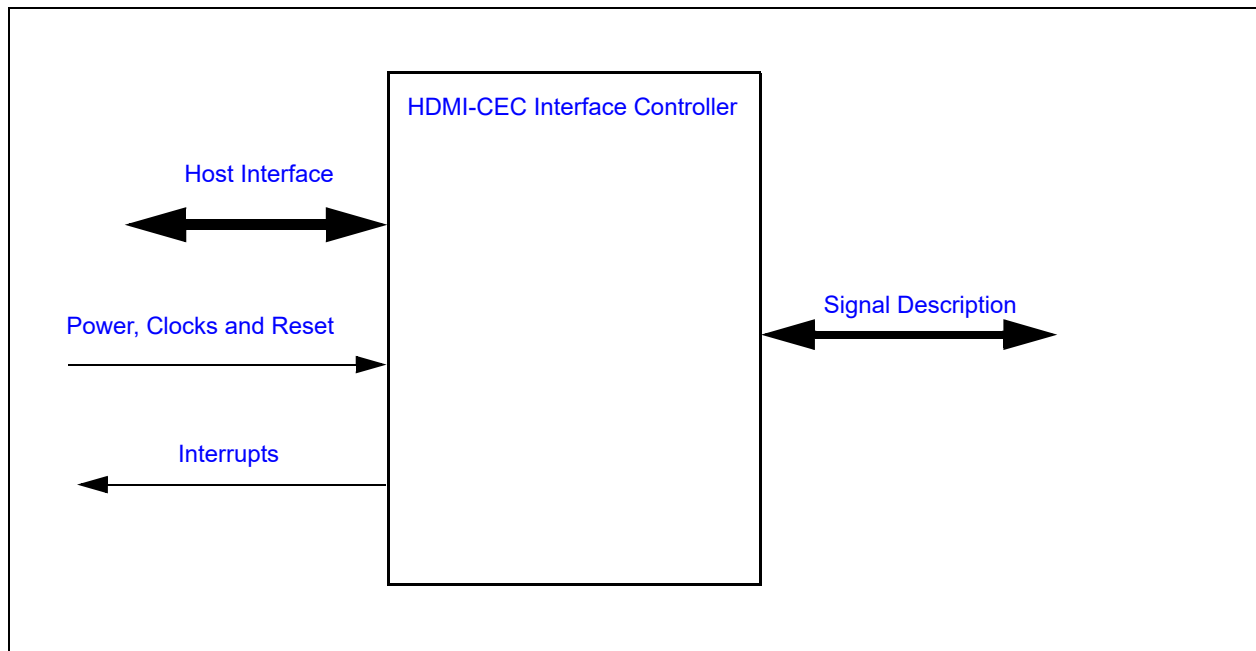 HDMI-CEC Interface Controller
Host Interface
Signal Description
Power, Clocks and Reset
Interrupts